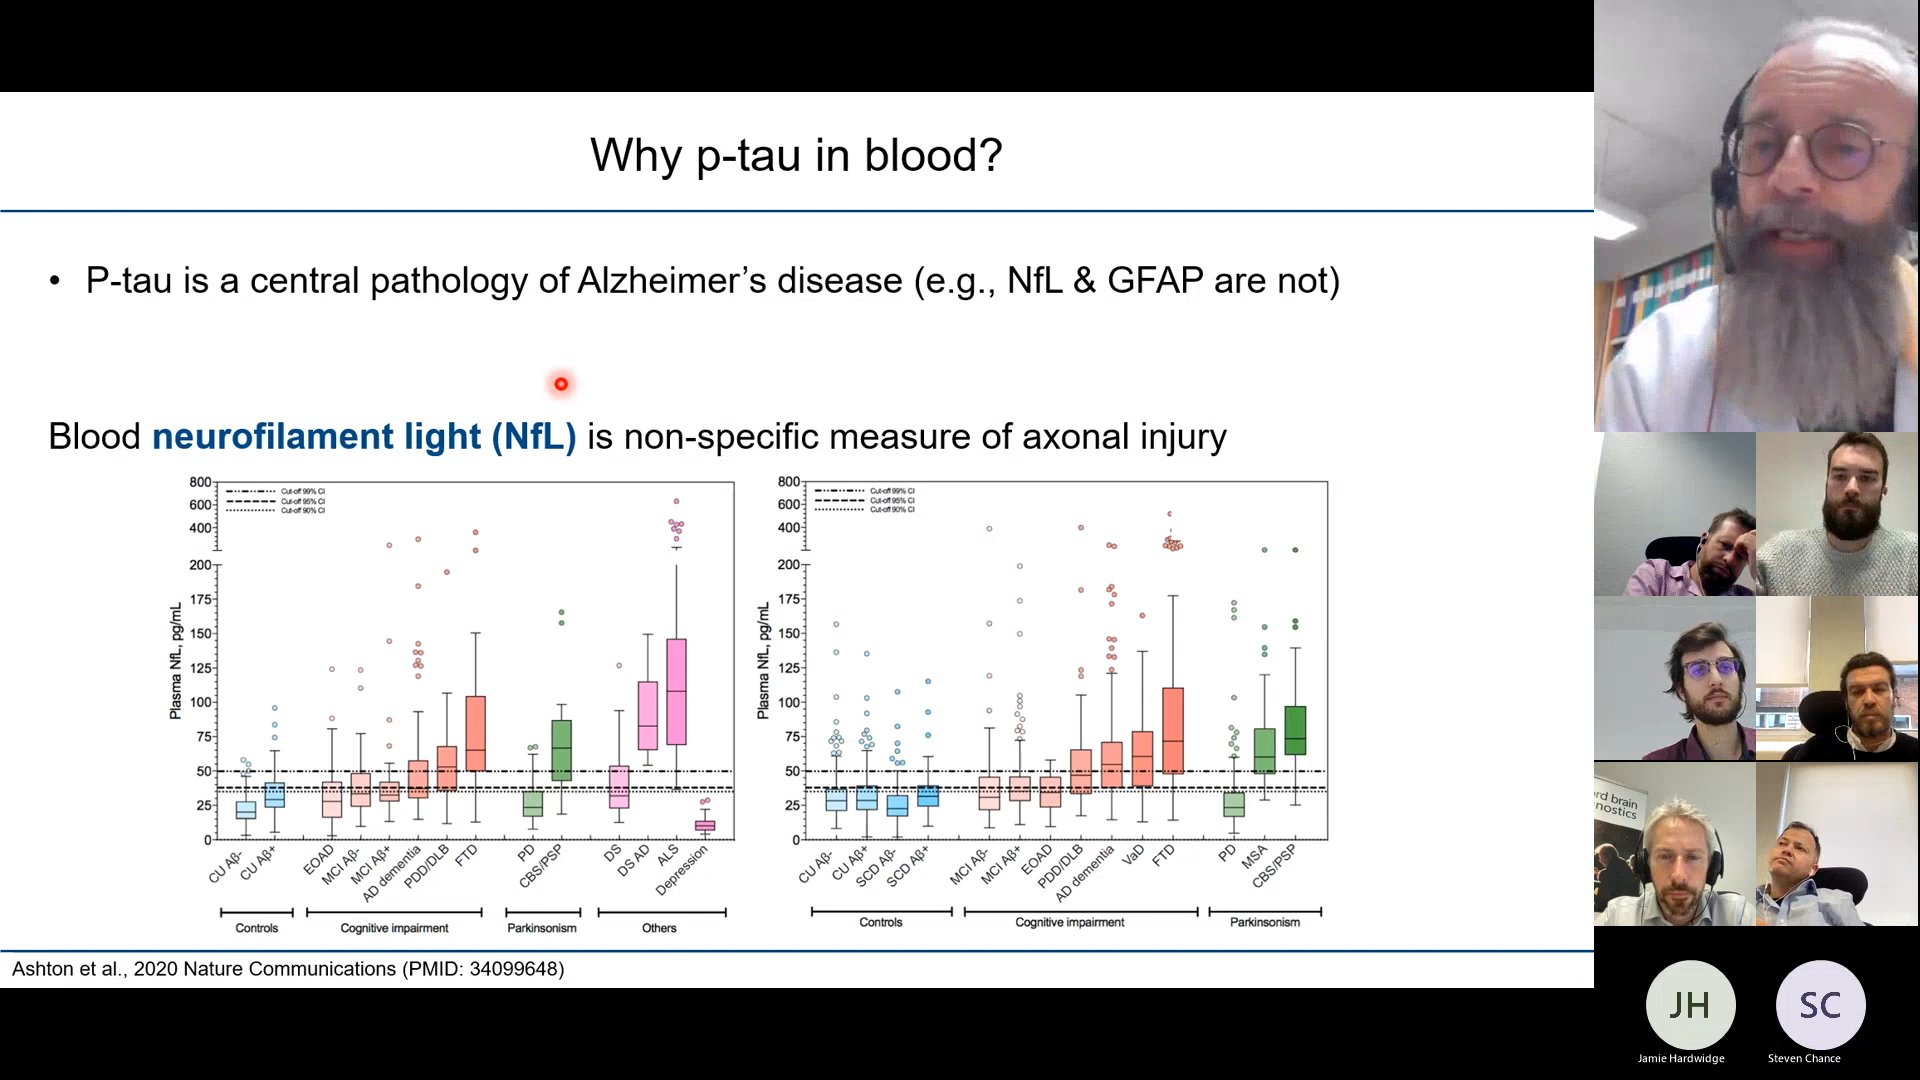 Why p-tau in blood?
• P-tau is a central pathology of Alzheimer’s disease (e.g., NfL & GFAP are not)
Blood neurofilament light (NfL) is non-specific measure of axonal injury
800
600
400
200
175
150
125
100
75
50
25
0
Plasma NfL, pg/mL
Cut-off 99% CI
Cut-off 95% CI
Cut-off 90% CI
CU Aβ-
CU Aβ+
EOAD
MCI Aβ-
MCI Aβ+
AD dementia
PDD/DLB
FTD
PD
CBS/PSP
DS
DS AD
ALS
Depression
Controls
Cognitive impairment
Parkinsonism
Others
800
600
400
200
175
150
125
100
75
50
25
0
Plasma NfL, pg/mL
Cut-off 99% CI
Cut-off 95% CI
Cut-off 90% CI
CU Aβ-
CU Aβ+
SCD Aβ-
SCD Aβ+
MCI Aβ-
MCI Aβ+
EOAD
PDD/DLB
AD dementia
VaD
FTD
PD
MSA
CBS/PSP
Controls
Cognitive impairment
Parkinsonism
Ashton et al., 2020 Nature Communications (PMID: 34099648)
rd brain
nostics
JH
Jamie Hardwidge
SC
Steven Chance